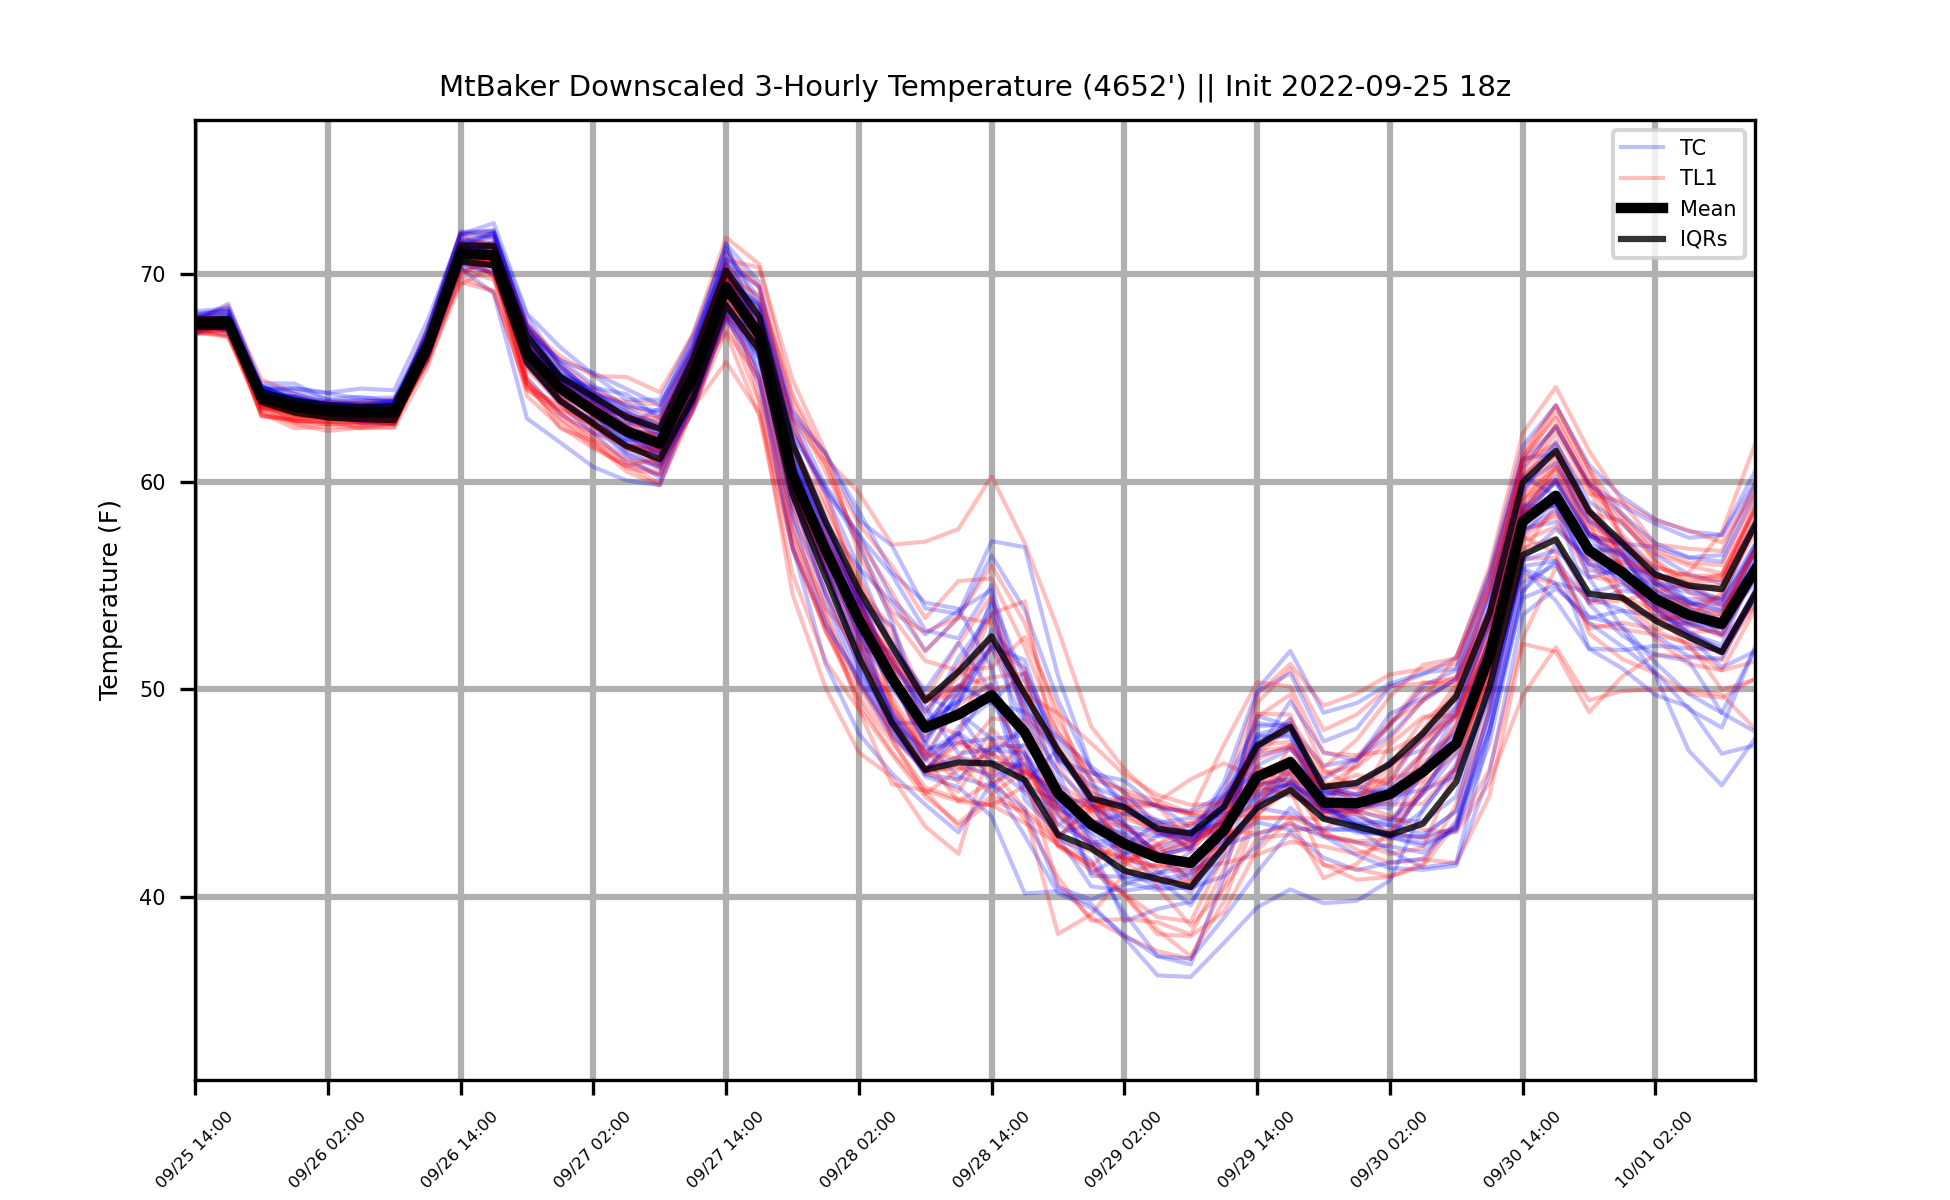 MtBaker Downscaled 3-Hourly Temperature (4652') || Init 2022-09-25 18z
TC
TL1
Mean
IQRs
Temperature (F)
70
60
50
40
09/25 14:00
09/26 02:00
09/26 14:00
09/27 02:00
09/27 14:00
09/28 02:00
09/28 14:00
09/29 02:00
09/29 14:00
09/30 02:00
09/30 14:00
10/01 02:00